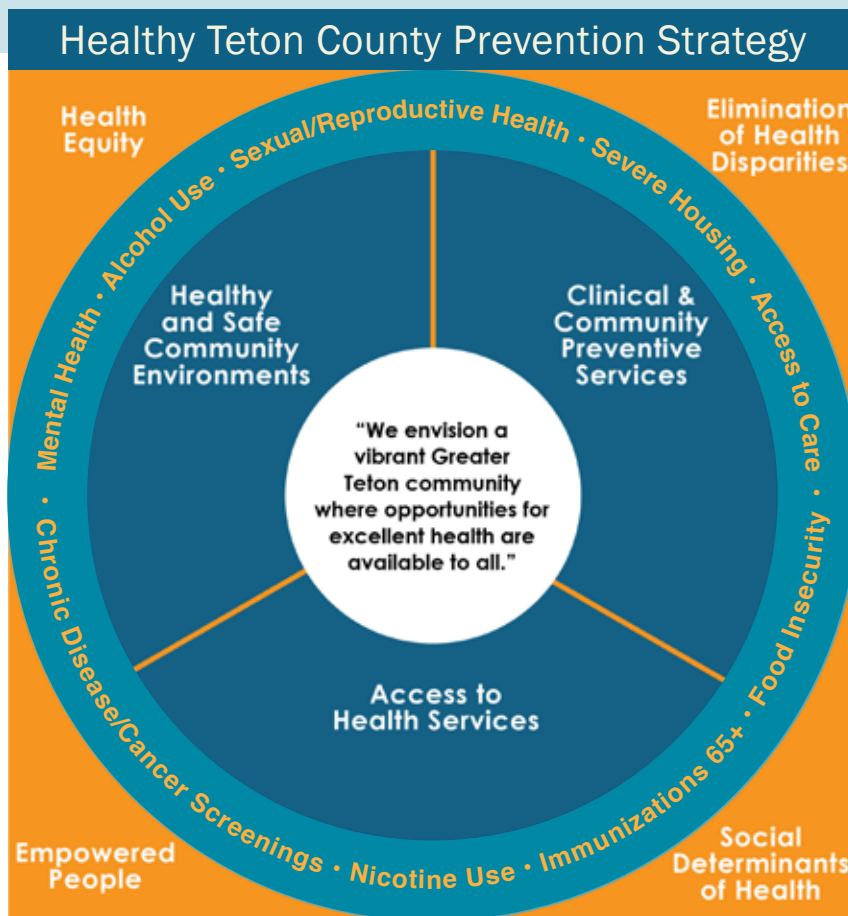 Healthy Teton County Prevention Strategy
Health
Equity
Elimination
of Health
Disparities
Mental Health • Alcohol Use • Sexual/Reproductive Health • Severe Housing • Access to Care • Food Insecurity • Immunizations 65+ • Nicotine Use • Chronic Disease/Cancer Screenings •
Healthy
and Safe
Community
Environments
Clinical &
Community
Preventive
Services
“We envision a
vibrant Greater
Teton community
where opportunities for
excellent health are
available to all.”
Access to
Health Services
Empowered
People
Social
Determinants
of Health